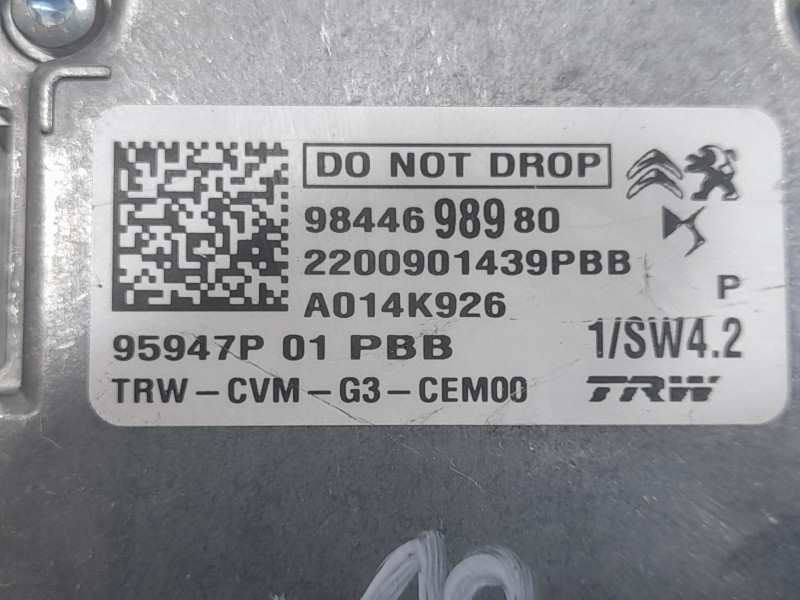 DO NOT DROP
98446 989 80
2200901439PBB
A014K926
P
95947P 01 PBB
1/SW4.2
TRW-CVM-G3-CEM00
TRW